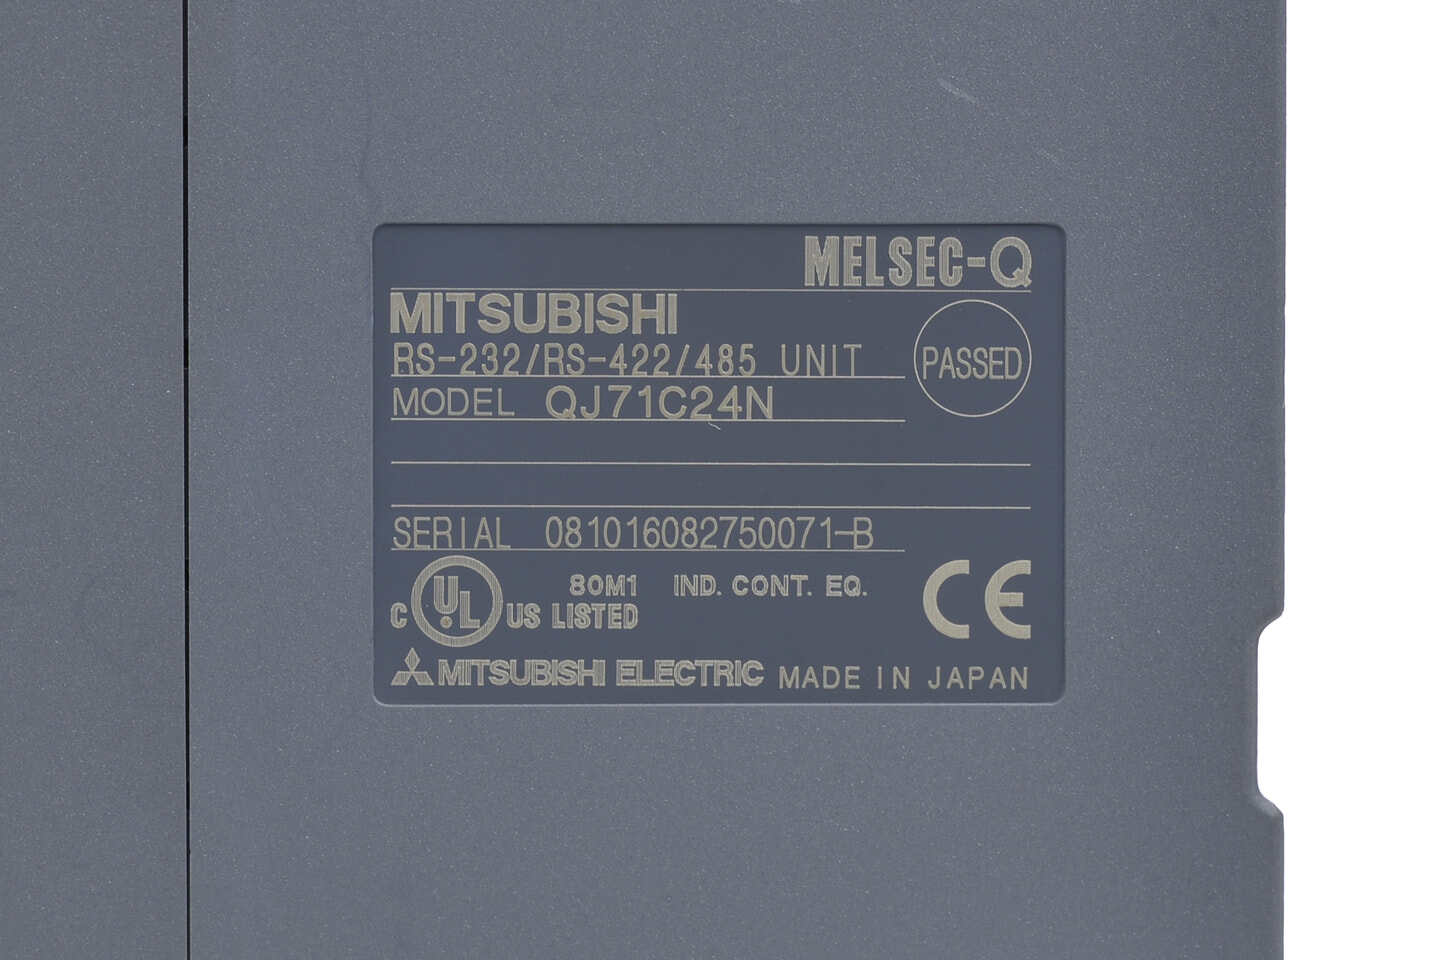 MELSEC-Q
MITSUBISHI
RS-232/RS-422/485 UNIT
PASSED
MODEL QJ71C24N
SERIAL 081016082750071-B
C UL US LISTED
80M1 IND. CONT. EQ.
CE
MITSUBISHI ELECTRIC MADE IN JAPAN